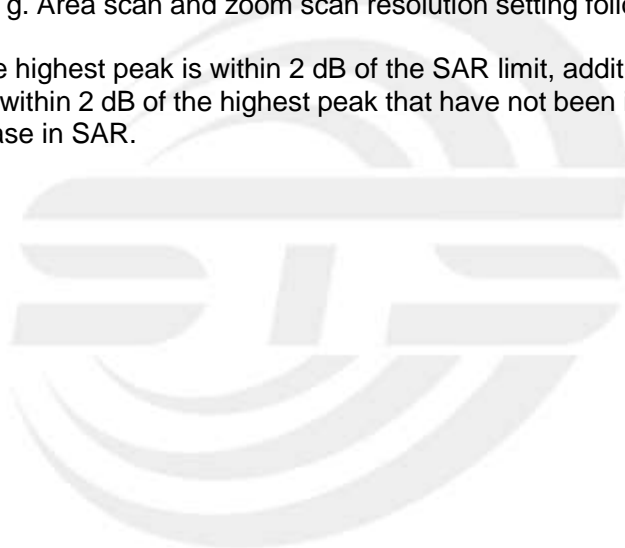 g. Area scan and zoom scan resolution setting follo
e highest peak is within 2 dB of the SAR limit, addit
within 2 dB of the highest peak that have not been i
ase in SAR.
STS